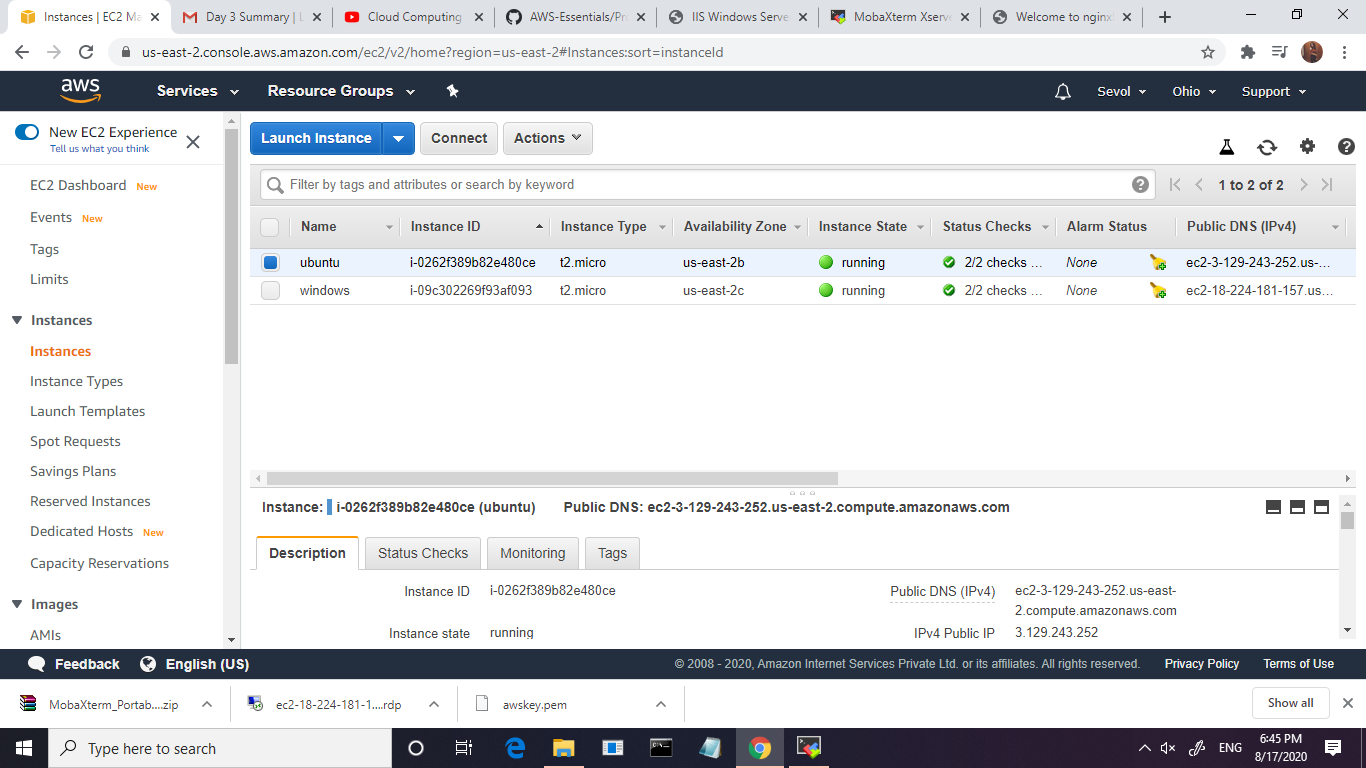 Instances | EC2 Ma
Day 3 Summary | L
Cloud Computing
AWS-Essentials/Pr
IIS Windows Serve
MobaXterm Xserve
Welcome to nginx!
us-east-2.console.aws.amazon.com/ec2/v2/home?region=us-east-2#Instances:sort=instanceId
aws Services Resource Groups Sevol Ohio Support
New EC2 Experience
Tell us what you think
EC2 Dashboard New
Events New
Tags
Limits
Instances
Instances
Instance Types
Launch Templates
Spot Requests
Savings Plans
Reserved Instances
Dedicated Hosts New
Capacity Reservations
Images
AMIs
Launch Instance Connect Actions
Filter by tags and attributes or search by keyword 1 to 2 of 2
Name Instance ID Instance Type Availability Zone Instance State Status Checks Alarm Status Public DNS (IPv4)
ubuntu i-0262f389b82e480ce t2.micro us-east-2b running 2/2 checks ... None ec2-3-129-243-252.us-...
windows i-09c302269f93af093 t2.micro us-east-2c running 2/2 checks ... None ec2-18-224-181-157.us...
Instance: i-0262f389b82e480ce (ubuntu) Public DNS: ec2-3-129-243-252.us-east-2.compute.amazonaws.com
Description Status Checks Monitoring Tags
Instance ID i-0262f389b82e480ce Public DNS (IPv4) ec2-3-129-243-252.us-east-
2.compute.amazonaws.com
Instance state running IPv4 Public IP 3.129.243.252
Feedback English (US) © 2008 - 2020, Amazon Internet Services Private Ltd. or its affiliates. All rights reserved. Privacy Policy Terms of Use
MobaXterm_Portab....zip ec2-18-224-181-1....rdp awskey.pem Show all
Type here to search ENG 6:45 PM
8/17/2020